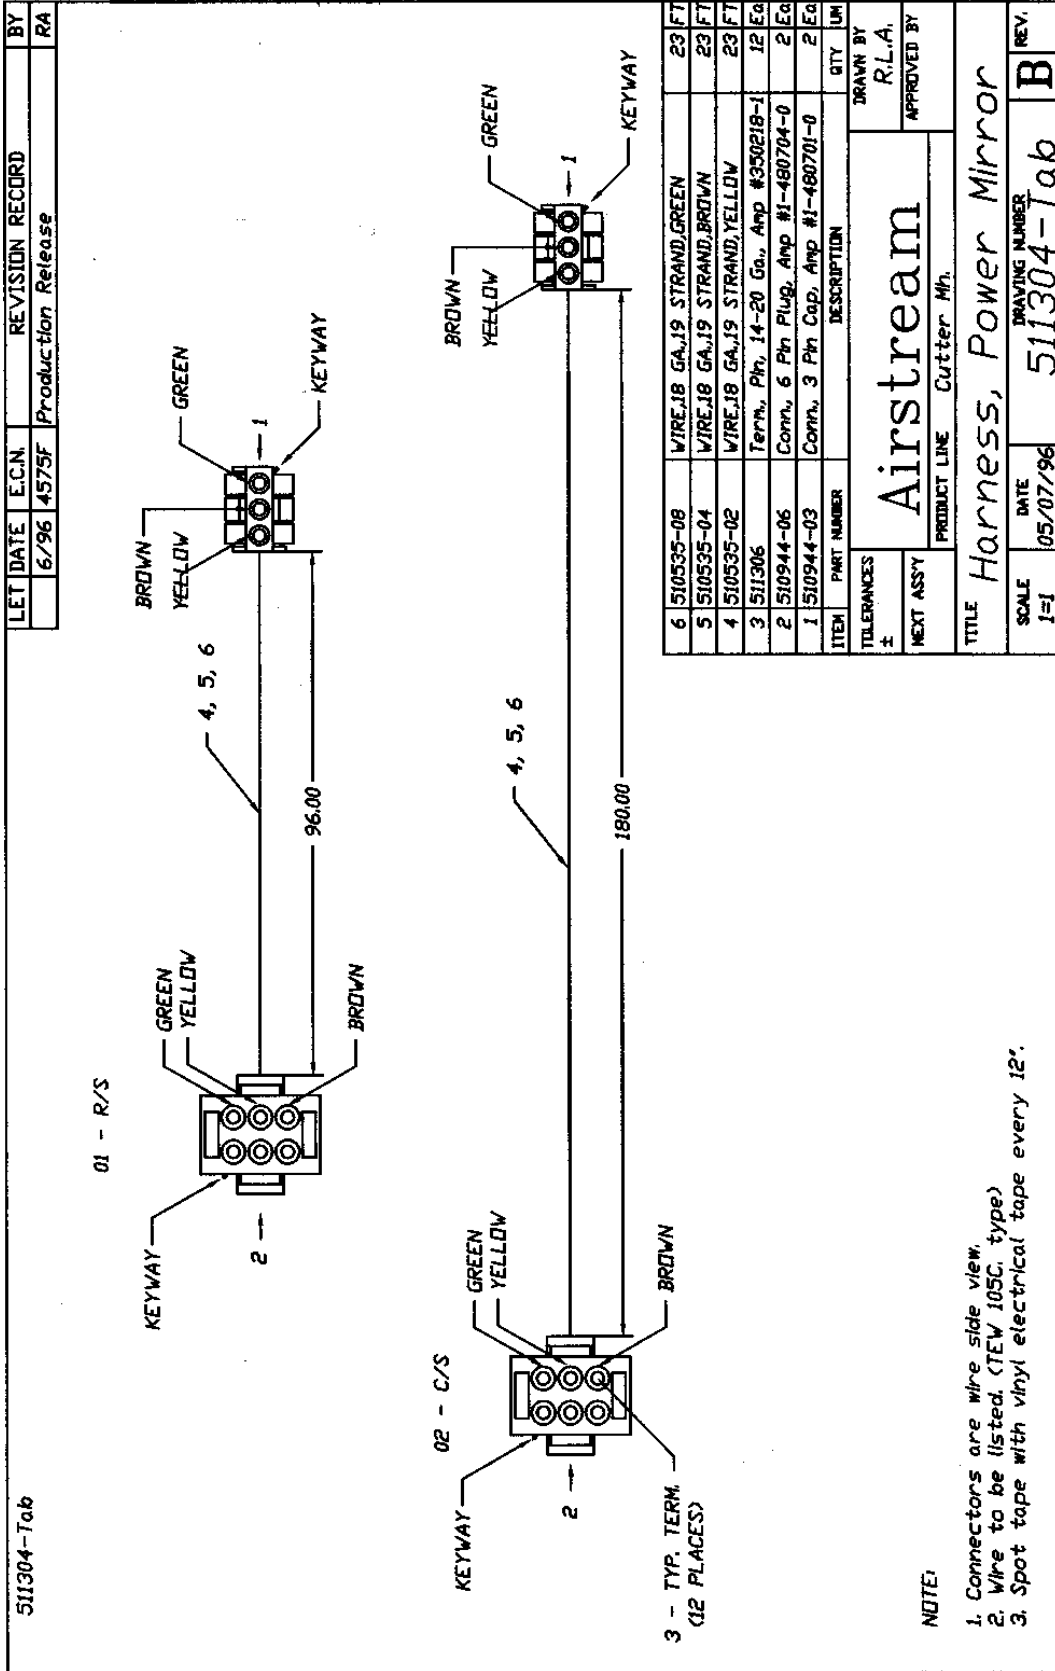 511304-Tab
LET DATE E.C.N. REVISION RECORD BY
6/96 4575F Production Release RA
01 - R/S
KEYWAY
2
GREEN
YELLOW
BROWN
4, 5, 6
96.00
BROWN
YELLOW
GREEN
1
KEYWAY
02 - C/S
KEYWAY
2
GREEN
YELLOW
BROWN
3 - TYP. TERM.
(12 PLACES)
4, 5, 6
180.00
BROWN
YELLOW
GREEN
1
KEYWAY
NOTE:
1. Connectors are wire side view.
2. Wire to be listed. (TEW 105C. type)
3. Spot tape with vinyl electrical tape every 12".
6 510535-08 WIRE,18 GA.,19 STRAND,GREEN 23 FT
5 510535-04 WIRE,18 GA.,19 STRAND,BROWN 23 FT
4 510535-02 WIRE,18 GA.,19 STRAND,YELLOW 23 FT
3 511306 Term., Pin, 14-20 Ga., Amp #350218-1 12 Ea
2 510944-06 Conn., 6 Pin Plug, Amp #1-480704-0 2 Ea
1 510944-03 Conn., 3 Pin Cap, Amp #1-480701-0 2 Ea
ITEM PART NUMBER DESCRIPTION QTY UM
TOLERANCES
±
NEXT ASS'Y
Airstream
PRODUCT LINE Cutter Mh.
DRAWN BY
R.L.A.
APPROVED BY
TITLE Harness, Power Mirror
SCALE
1=1
DATE
05/07/96
DRAWING NUMBER
511304-Tab
B
REV.